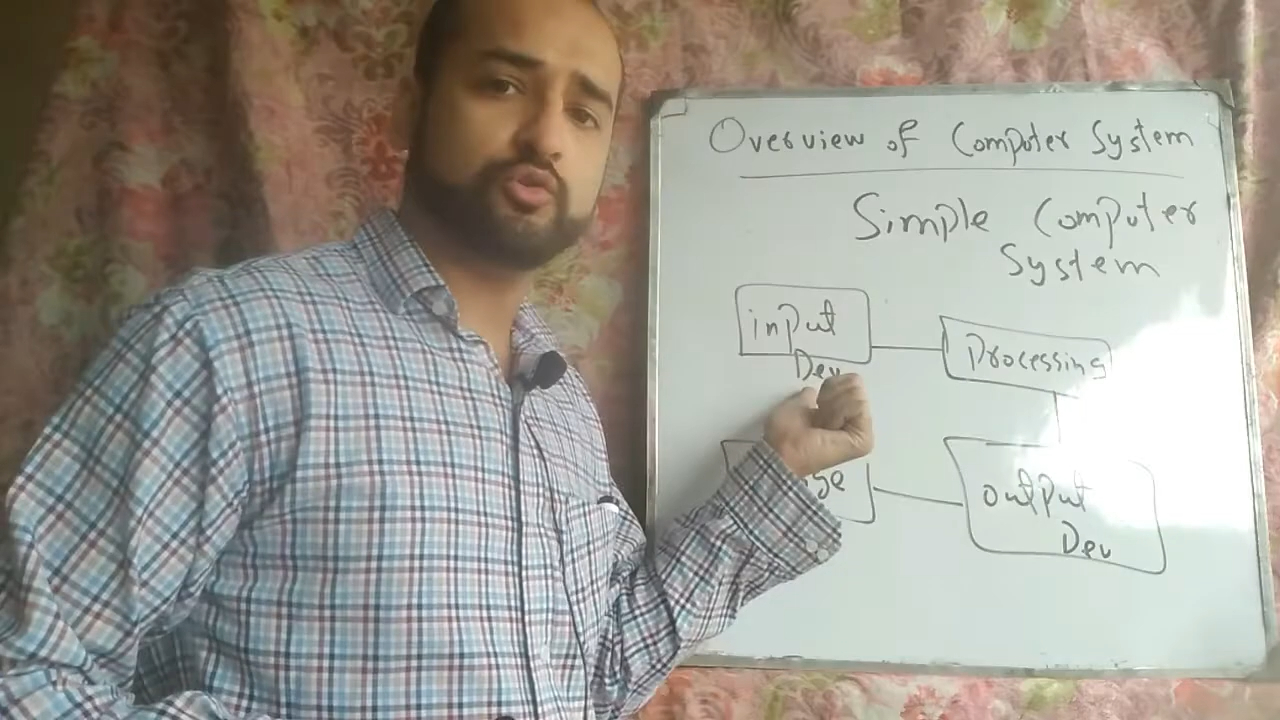 Overview of Computer System
Simple Computer
System
input
Dev
Processing
output
Dev